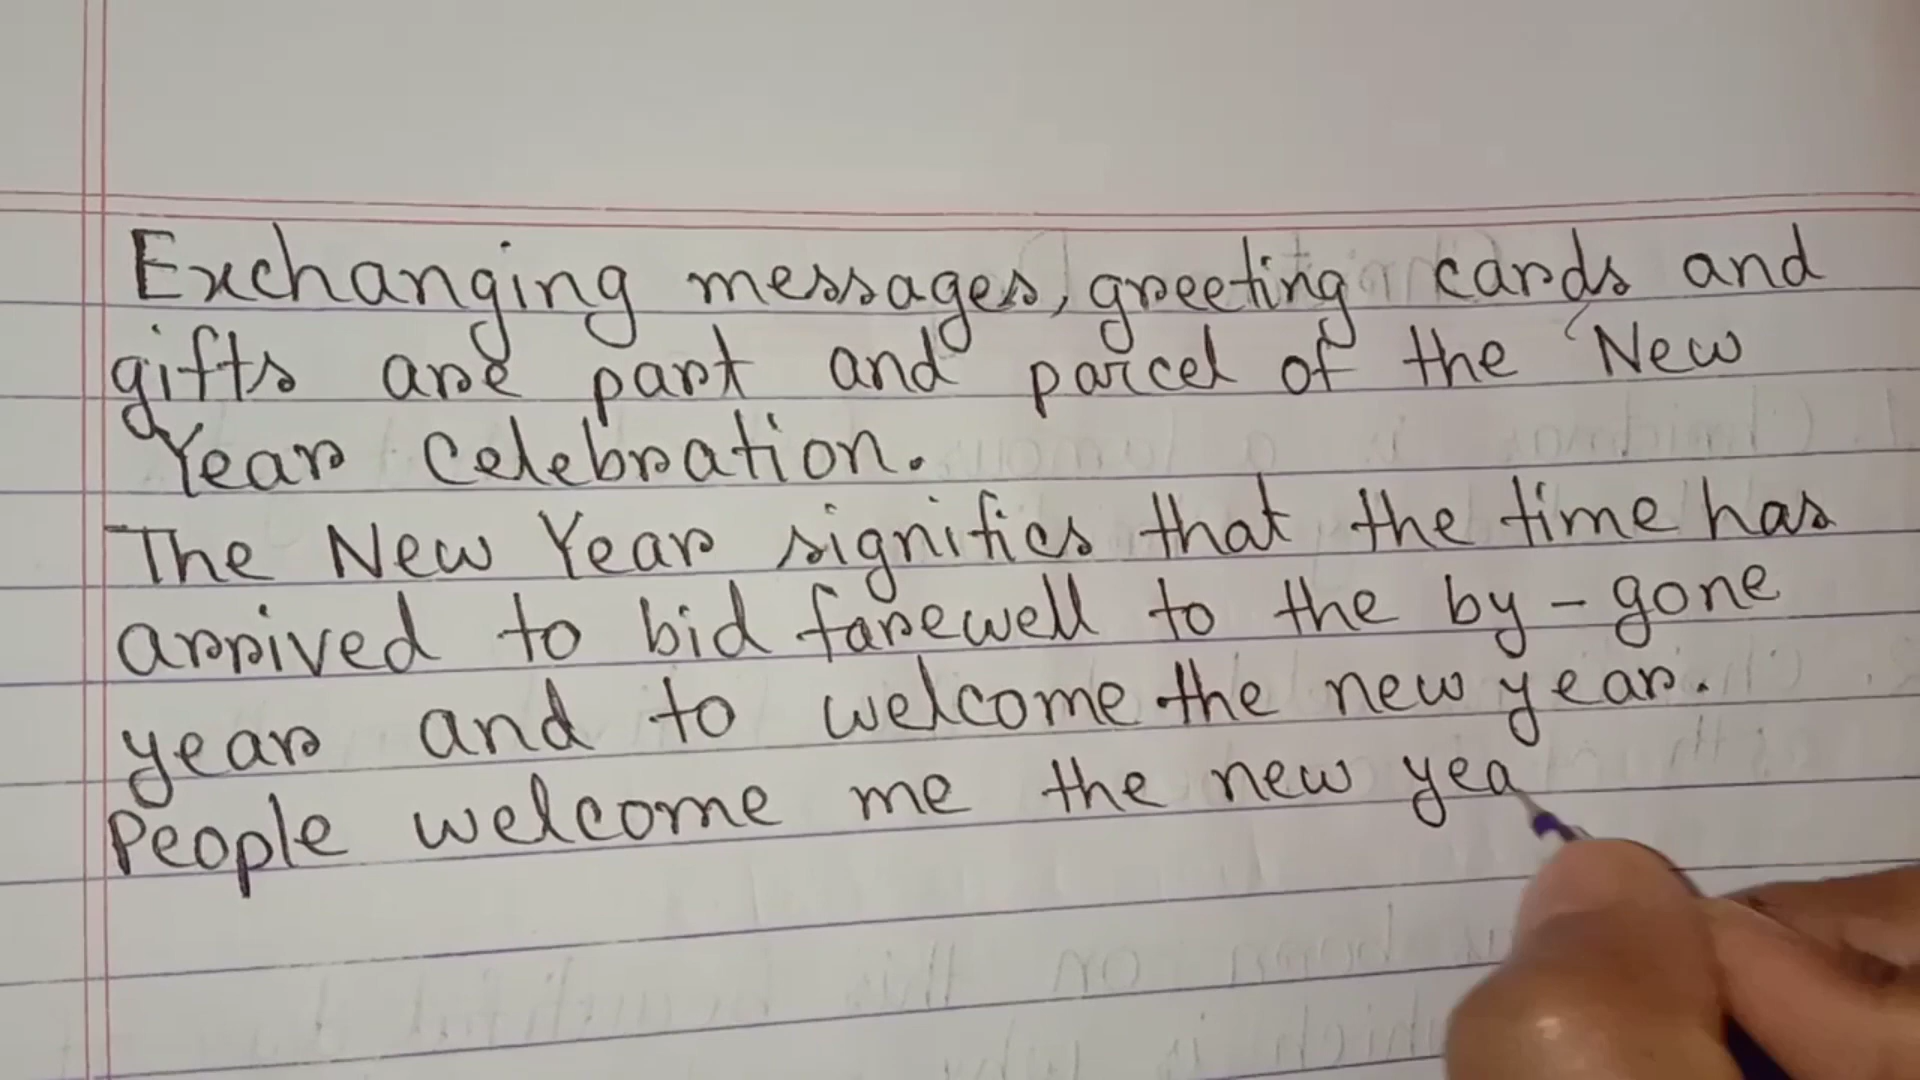 Exchanging messages, greeting cards and
gifts are part and parcel of the New
Year Celebration.
The New Year signifies that the time has
arrived to bid farewell to the by-gone
year and to welcome the new year.
People welcome me the new yea